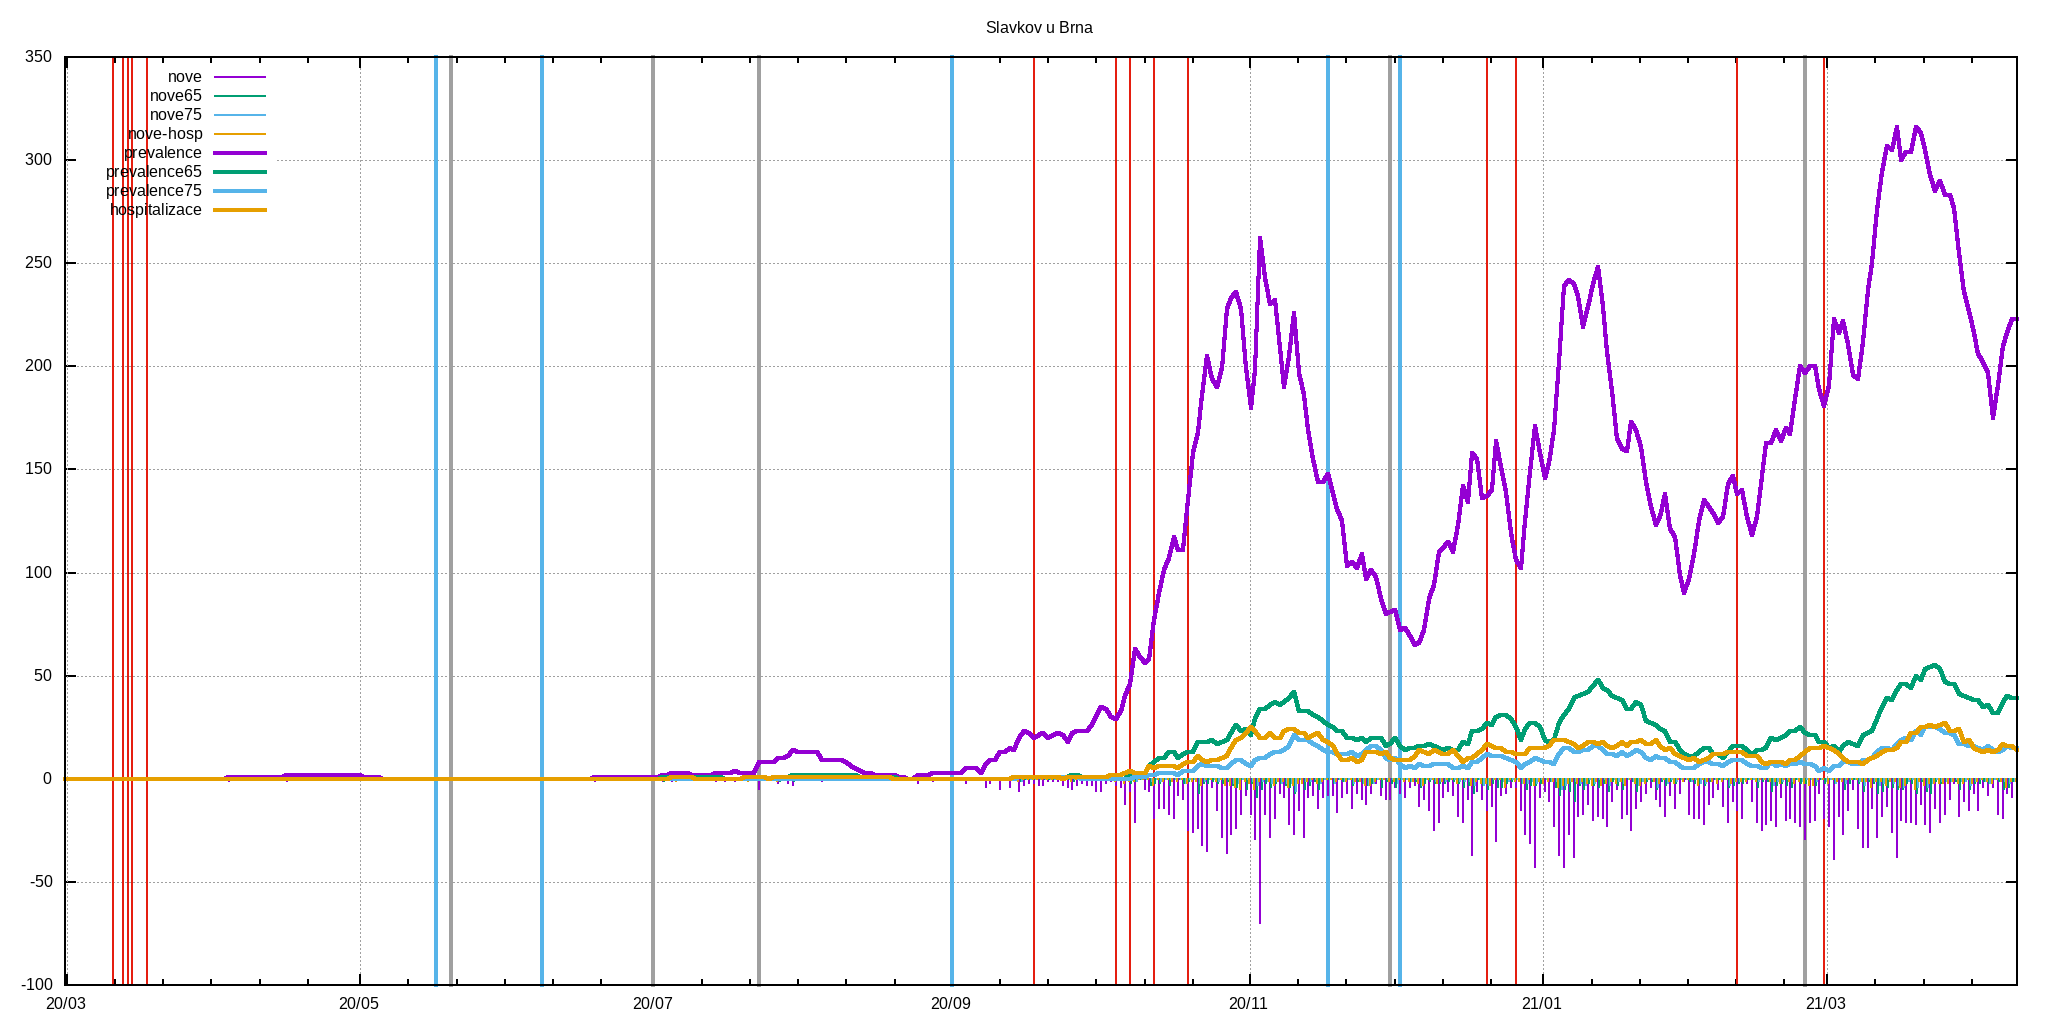 Slavkov u Brna
350
300
250
200
150
100
50
0
-50
-100
nove
nove65
nove75
nove-hosp
prevalence
prevalence65
prevalence75
hospitalizace
20/03
20/05
20/07
20/09
20/11
21/01
21/03